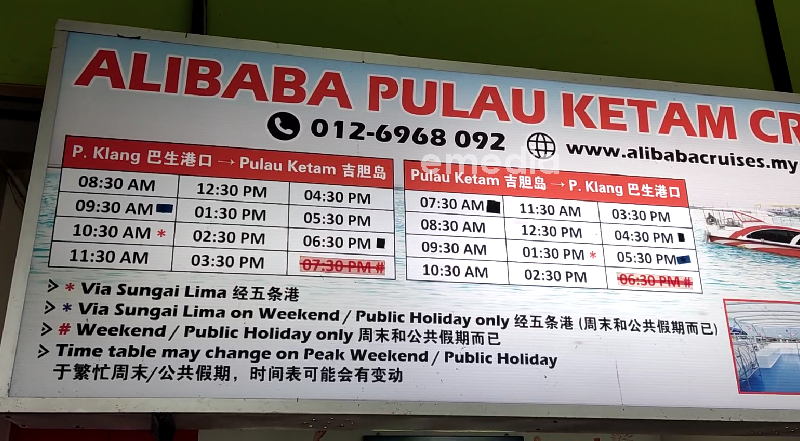 ALIBABA PULAU KETAM CR
012-6968 092 www.alibabacruises.my
emedia
P. Klang 巴生港口 → Pulau Ketam 吉胆岛
08:30 AM 12:30 PM 04:30 PM
09:30 AM 01:30 PM 05:30 PM
10:30 AM * 02:30 PM 06:30 PM
11:30 AM 03:30 PM 07:30 PM #
Pulau Ketam 吉胆岛 → P. Klang 巴生港口
07:30 AM 11:30 AM 03:30 PM
08:30 AM 12:30 PM 04:30 PM
09:30 AM 01:30 PM * 05:30 PM
10:30 AM 02:30 PM 06:30 PM #
➢ * Via Sungai Lima 经五条港
➢ * Via Sungai Lima on Weekend / Public Holiday only 经五条港 (周末和公共假期而已)
➢ # Weekend / Public Holiday only 周末和公共假期而已
➢ Time table may change on Peak Weekend / Public Holiday
于繁忙周末/公共假期，时间表可能会有变动